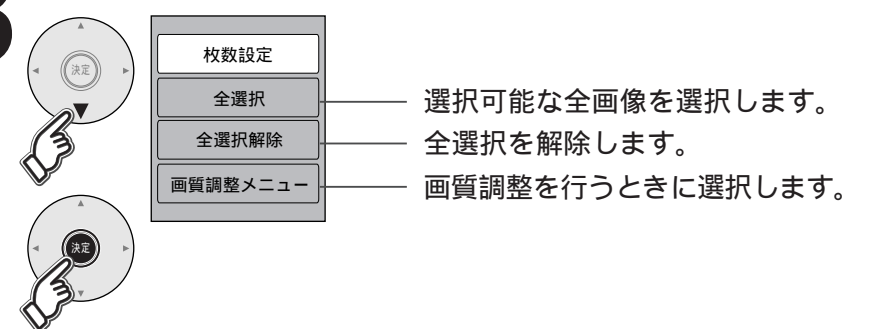 決定
枚数設定
全選択
選択可能な全画像を選択します。
全選択解除
全選択を解除します。
画質調整メニュー
画質調整を行うときに選択します。
決定